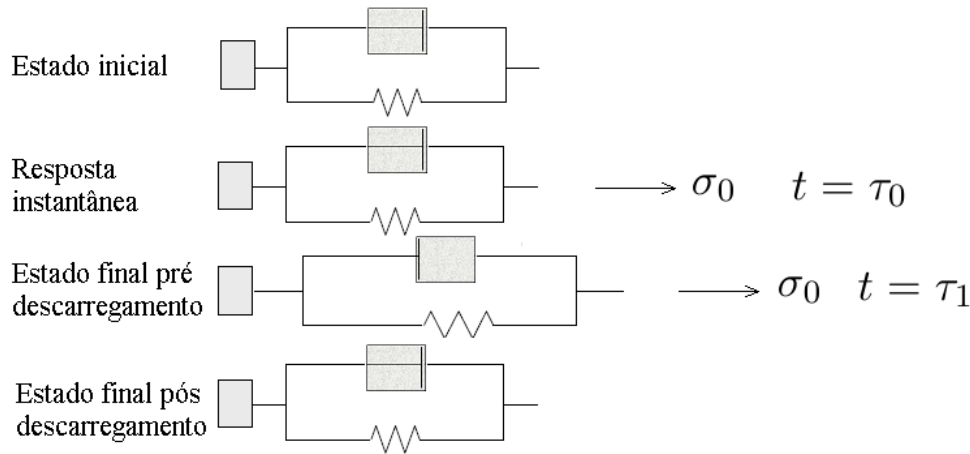 Estado inicial
Resposta
instantânea
σ₀ t = τ₀
Estado final pré
descarregamento
σ₀ t = τ₁
Estado final pós
descarregamento